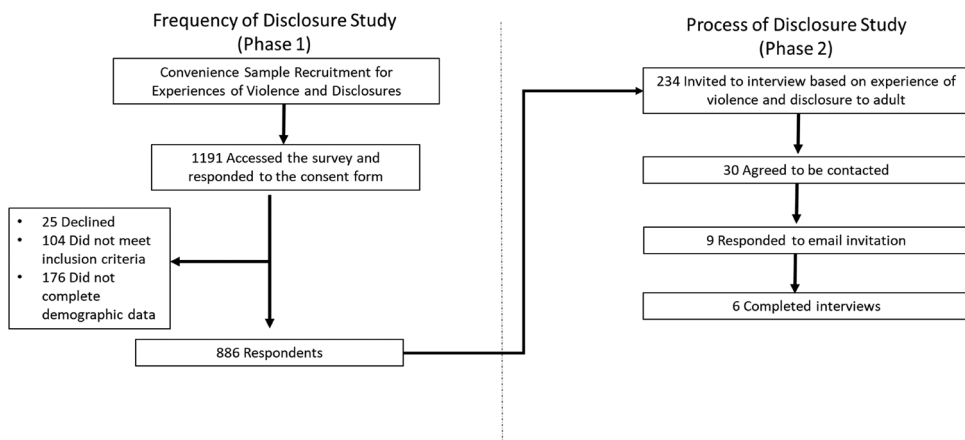 Frequency of Disclosure Study
(Phase 1)
Convenience Sample Recruitment for
Experiences of Violence and Disclosures
1191 Accessed the survey and
responded to the consent form
• 25 Declined
• 104 Did not meet
inclusion criteria
• 176 Did not
complete
demographic data
886 Respondents
Process of Disclosure Study
(Phase 2)
234 Invited to interview based on experience of
violence and disclosure to adult
30 Agreed to be contacted
9 Responded to email invitation
6 Completed interviews